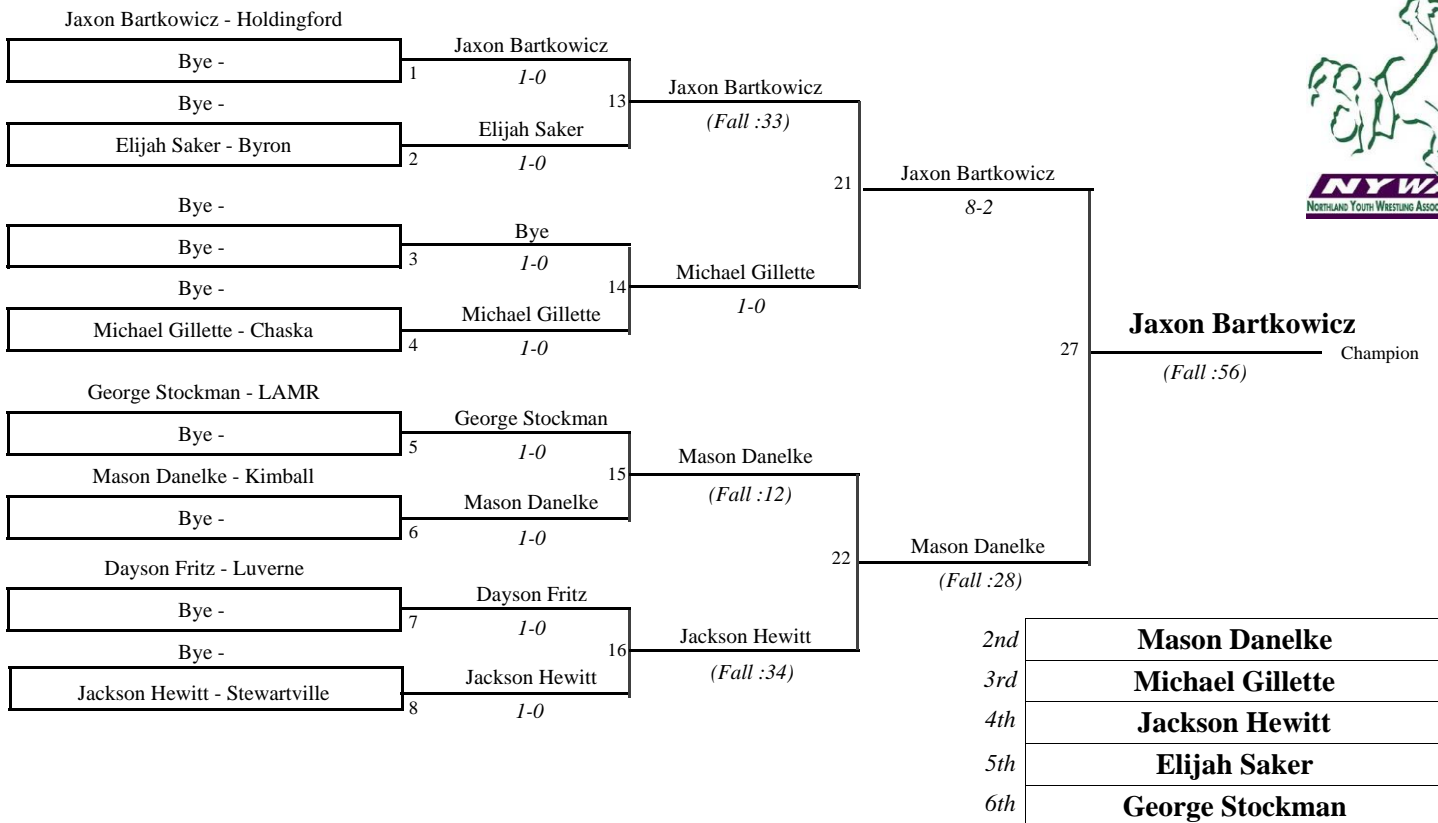 Jaxon Bartkowicz - Holdingford
Bye -
1
Jaxon Bartkowicz
1-0
Bye -
Elijah Saker - Byron
2
Elijah Saker
1-0
13
Jaxon Bartkowicz
(Fall :33)
Bye -
Bye -
3
Bye
1-0
Bye -
Michael Gillette - Chaska
4
Michael Gillette
1-0
14
Michael Gillette
1-0
21
Jaxon Bartkowicz
8-2
George Stockman - LAMR
Bye -
5
George Stockman
1-0
Mason Danelke - Kimball
Bye -
6
Mason Danelke
1-0
15
Mason Danelke
(Fall :12)
Dayson Fritz - Luverne
Bye -
7
Dayson Fritz
1-0
Bye -
Jackson Hewitt - Stewartville
8
Jackson Hewitt
1-0
16
Jackson Hewitt
(Fall :34)
22
Mason Danelke
(Fall :28)
27
Jaxon Bartkowicz
Champion
(Fall :56)
2nd Mason Danelke
3rd Michael Gillette
4th Jackson Hewitt
5th Elijah Saker
6th George Stockman
NYW
NORTHLAND YOUTH WRESTLING